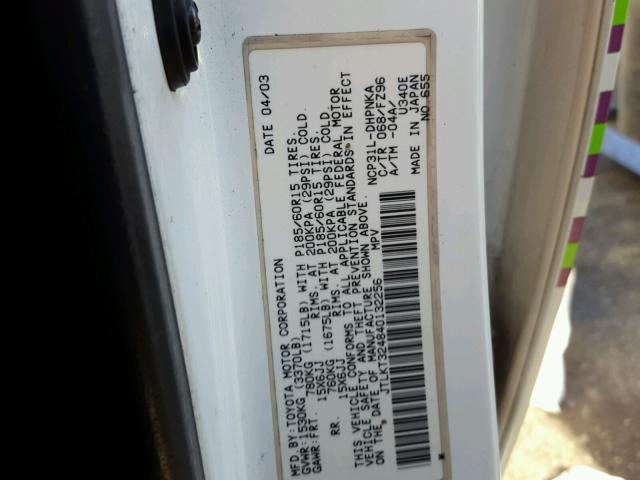 MFD.BY:TOYOTA MOTOR CORPORATION DATE 04/03
GVWR:1530KG (3370LB)
GAWR:FRT. 780KG (1715LB) WITH P185/60R15 TIRES.
15X6JJ RIMS. AT 200KPA (29PSI) COLD.
RR. 760KG (1675LB) WITH P185/60R15 TIRES.
15X6JJ RIMS. AT 200KPA (29PSI) COLD.
THIS VEHICLE CONFORMS TO ALL APPLICABLE FEDERAL MOTOR
VEHICLE SAFETY AND THEFT PREVENTION STANDARDS IN EFFECT
ON THE DATE OF MANUFACTURE SHOWN ABOVE.
JTLKT324840132256 MPV
NCP31L-DHPNKA
C/TR 068/FZ96
A/TM -04A/ U340E
MADE IN JAPAN
NO.655